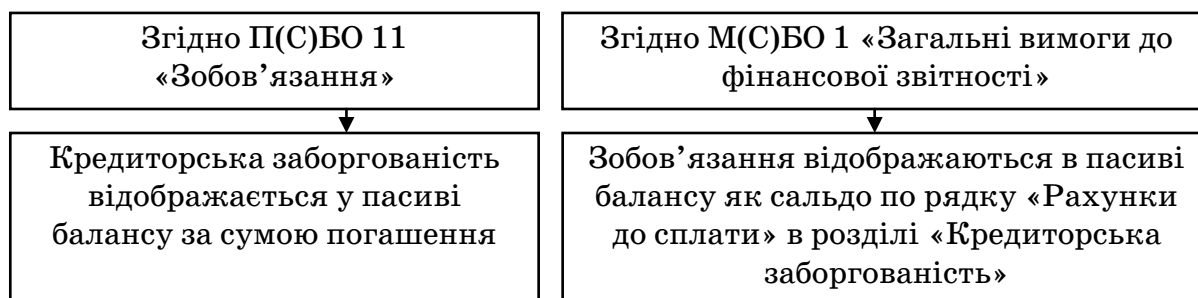 Згідно П(С)БО 11
«Зобов’язання»
Згідно М(С)БО 1 «Загальні вимоги до
фінансової звітності»
Кредиторська заборгованість
відображається у пасиві
балансу за сумою погашення
Зобов’язання відображаються в пасиві
балансу як сальдо по рядку «Рахунки
до сплати» в розділі «Кредиторська
заборгованість»